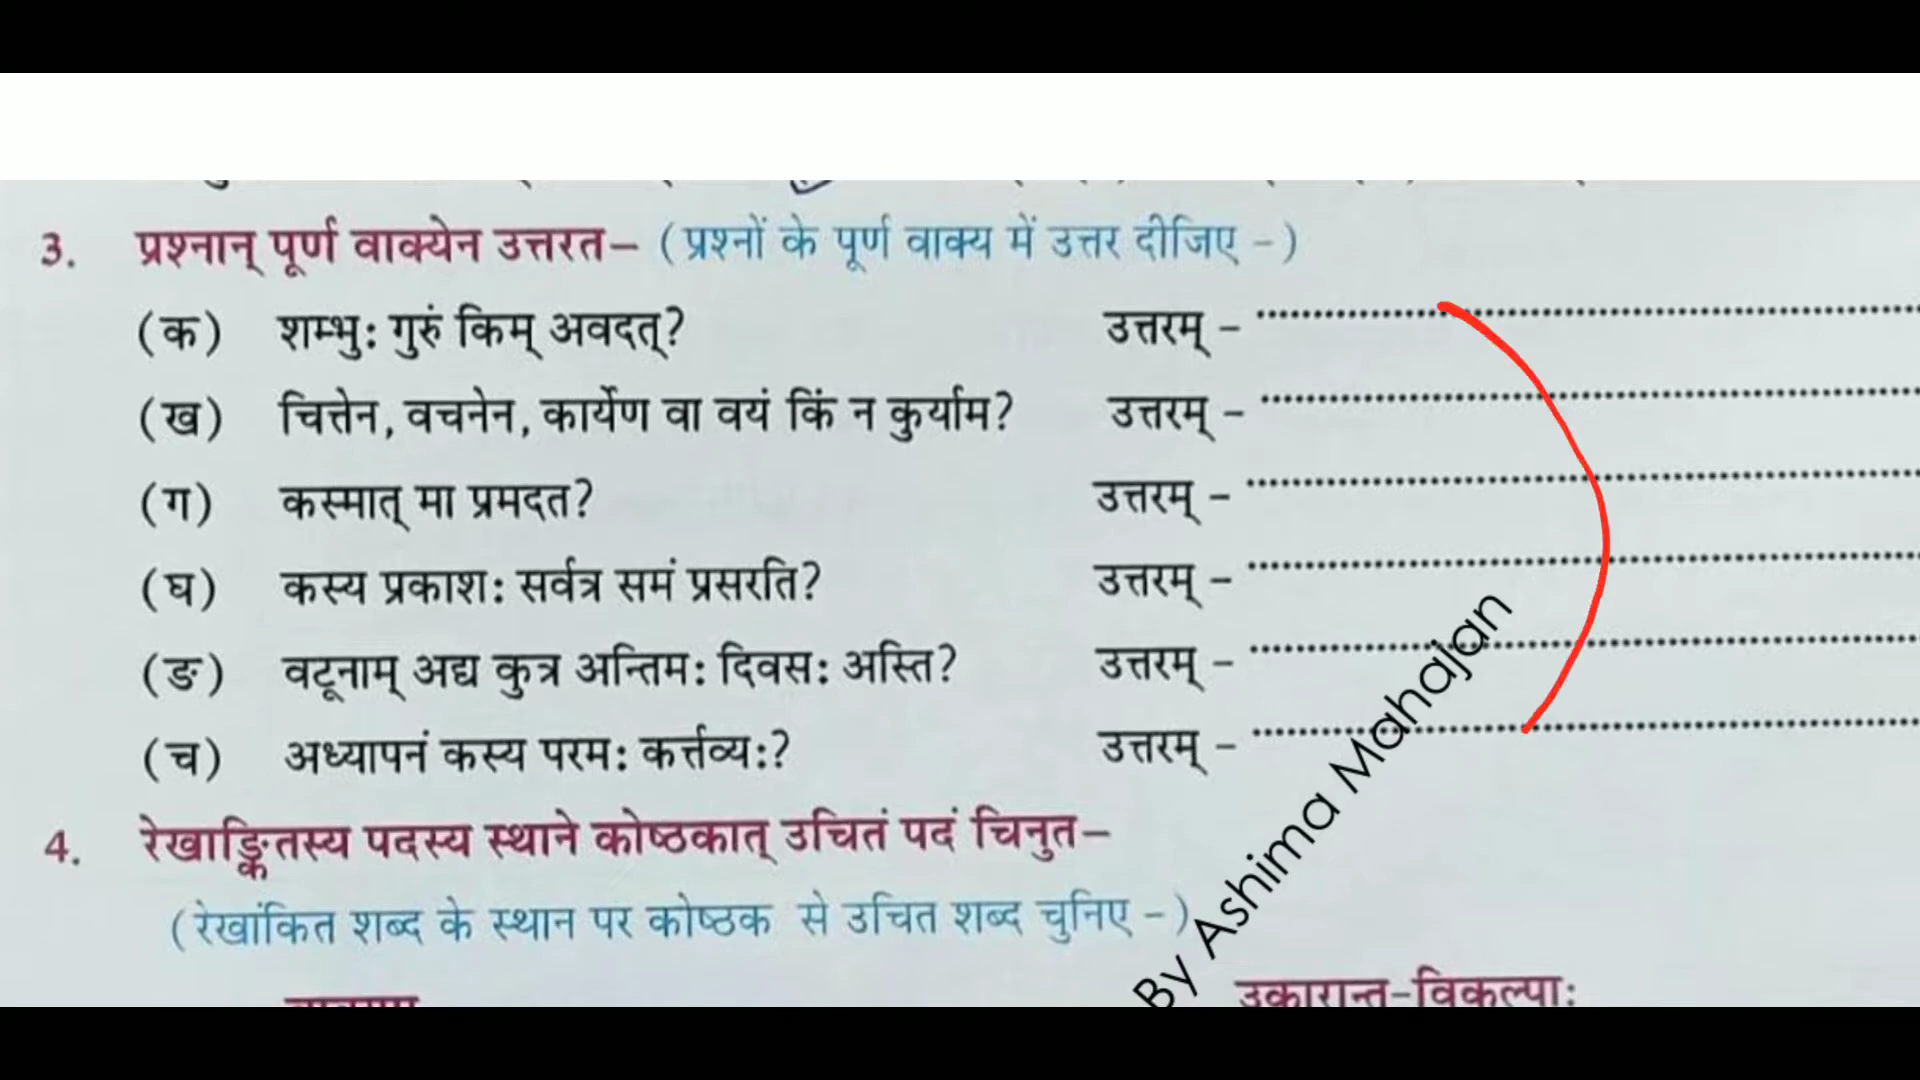 3. प्रश्नान् पूर्ण वाक्येन उत्तरत– (प्रश्नों के पूर्ण वाक्य में उत्तर दीजिए -)
(क) शम्भुः गुरुं किम् अवदत्? उत्तरम् – ........................................
(ख) चित्तेन, वचनेन, कार्येण वा वयं किं न कुर्याम? उत्तरम् – ........................................
(ग) कस्मात् मा प्रमदत? उत्तरम् – ........................................
(घ) कस्य प्रकाशः सर्वत्र समं प्रसरति? उत्तरम् – ........................................
(ङ) वटूनाम् अद्य कुत्र अन्तिमः दिवसः अस्ति? उत्तरम् – ........................................
(च) अध्यापनं कस्य परमः कर्त्तव्यः? उत्तरम् – ........................................
4. रेखाङ्कितस्य पदस्य स्थाने कोष्ठकात् उचितं पदं चिनुत–
(रेखांकित शब्द के स्थान पर कोष्ठक से उचित शब्द चुनिए -)
By Ashima Mahajan
उकारान्त-विकल्पाः